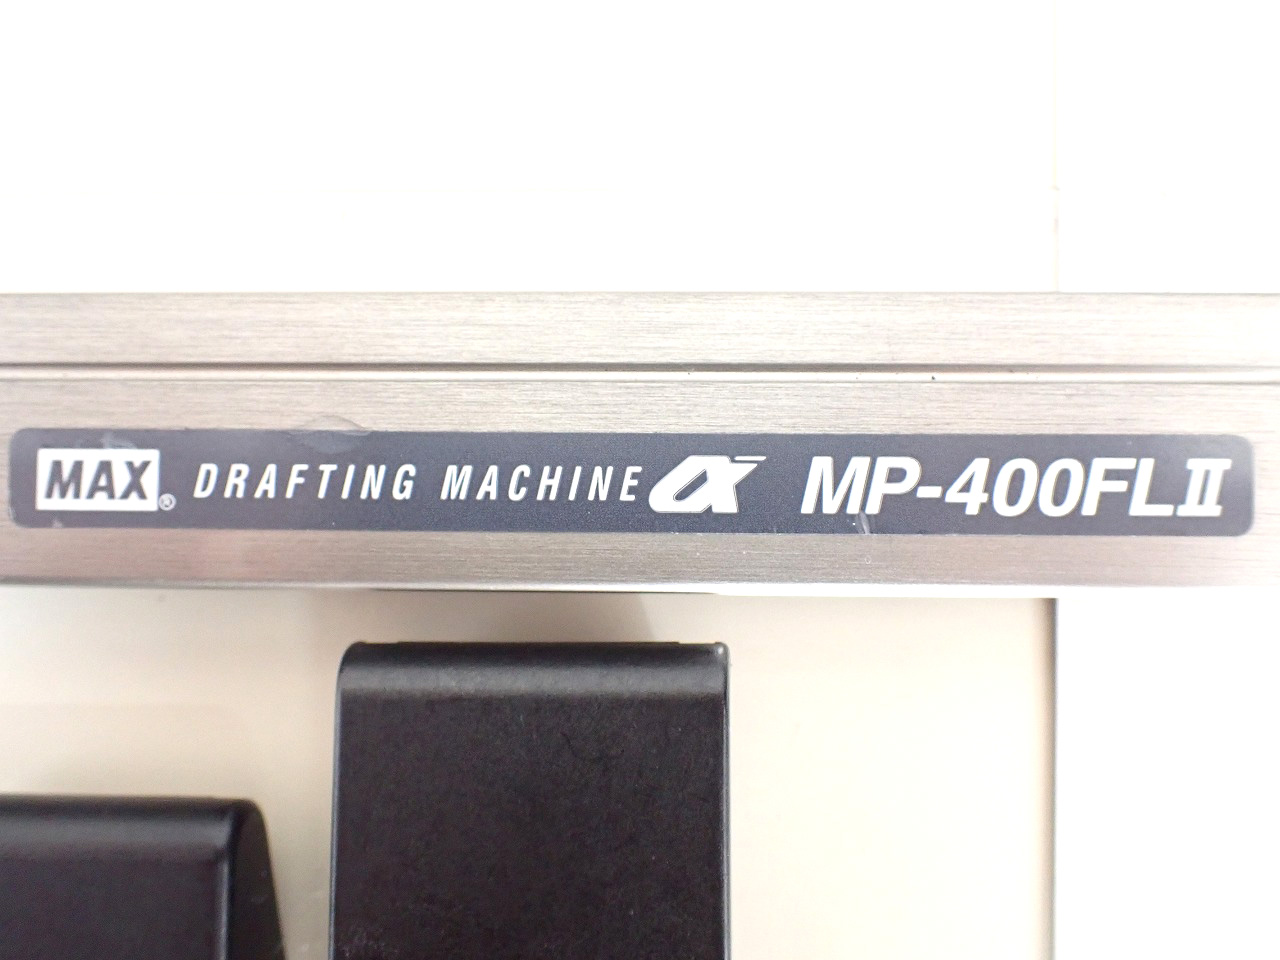 MAX® DRAFTING MACHINE α MP-400FLⅡ